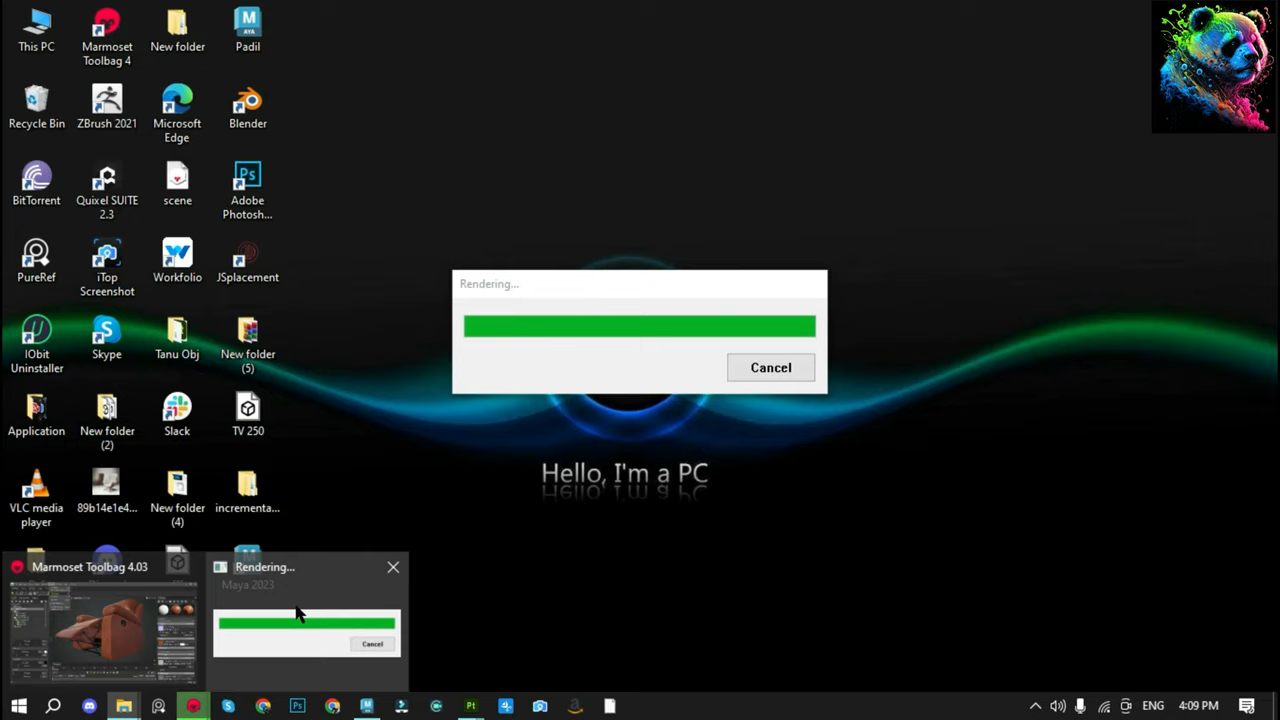 This PC
Marmoset
Toolbag 4
New folder
Padil
Recycle Bin
ZBrush 2021
Microsoft
Edge
Blender
BitTorrent
Quixel SUITE
2.3
scene
Adobe
Photosh...
PureRef
iTop
Screenshot
Workfolio
JSplacement
IObit
Uninstaller
Skype
Tanu Obj
New folder
(5)
Application
New folder
(2)
Slack
TV 250
VLC media
player
89b14e1e4...
New folder
(4)
incrementa...
Rendering...
Cancel
Hello, I'm a PC
Marmoset Toolbag 4.03
Rendering...
Maya 2023
Cancel
4:09 PM